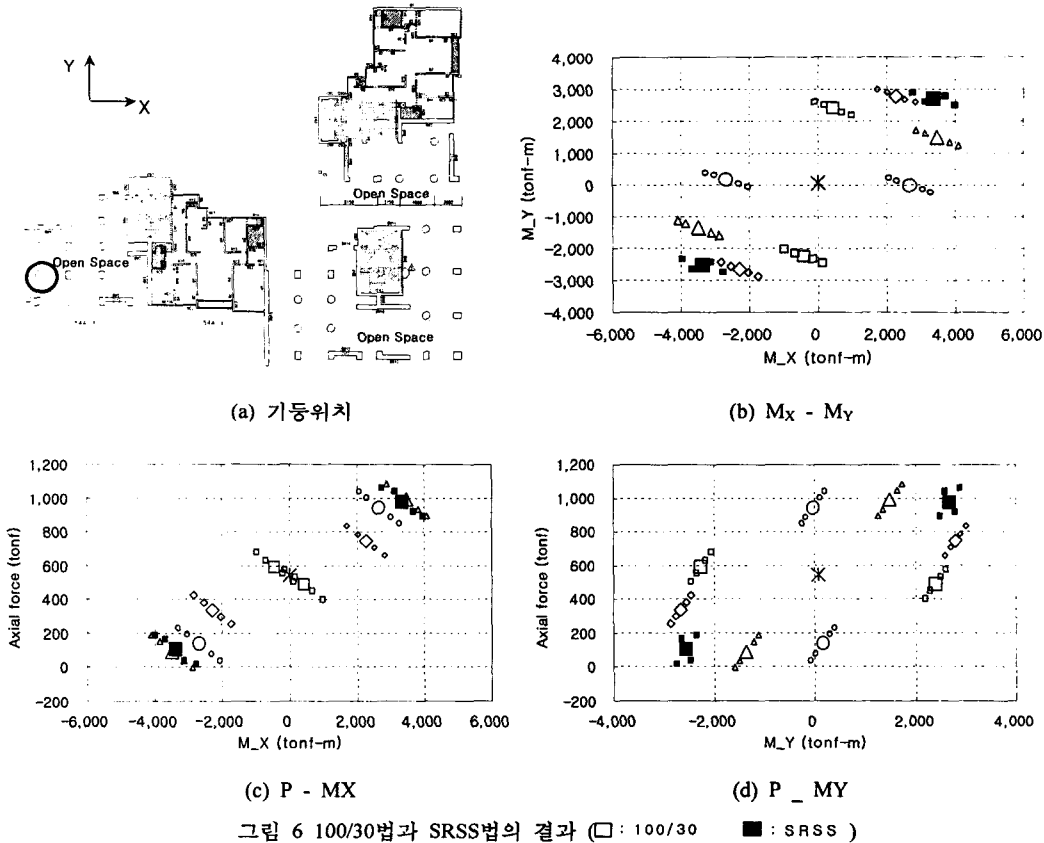 Y
X
Open Space
Open Space
Open Space
(a) 기둥위치
4,000
3,000
2,000
1,000
0
-1,000
-2,000
-3,000
-4,000
M_Y (tonf-m)
-6,000 -4,000 -2,000 0 2,000 4,000 6,000
M_X (tonf-m)
(b) MX - MY
1,200
1,000
800
600
400
200
0
-200
Axial force (tonf)
-6,000 -4,000 -2,000 0 2,000 4,000 6,000
M_X (tonf-m)
(c) P - MX
1,200
1,000
800
600
400
200
0
-200
Axial force (tonf)
-4,000 -2,000 0 2,000 4,000
M_Y (tonf-m)
(d) P _ MY
그림 6 100/30법과 SRSS법의 결과 (□ : 100/30 ■ : SRSS )